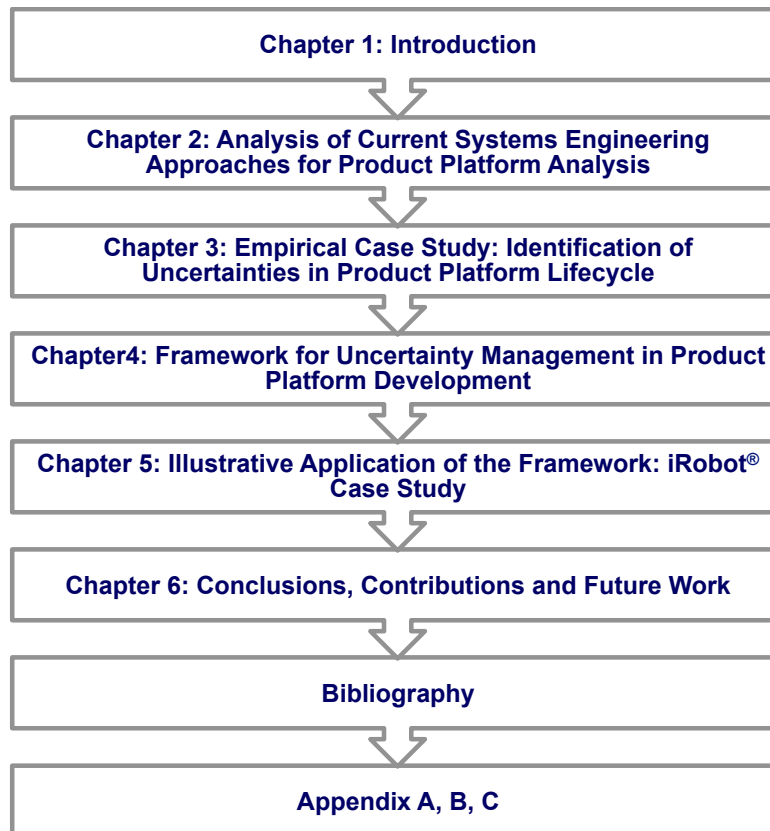 Chapter 1: Introduction
Chapter 2: Analysis of Current Systems Engineering
Approaches for Product Platform Analysis
Chapter 3: Empirical Case Study: Identification of
Uncertainties in Product Platform Lifecycle
Chapter4: Framework for Uncertainty Management in Product
Platform Development
Chapter 5: Illustrative Application of the Framework: iRobot®
Case Study
Chapter 6: Conclusions, Contributions and Future Work
Bibliography
Appendix A, B, C